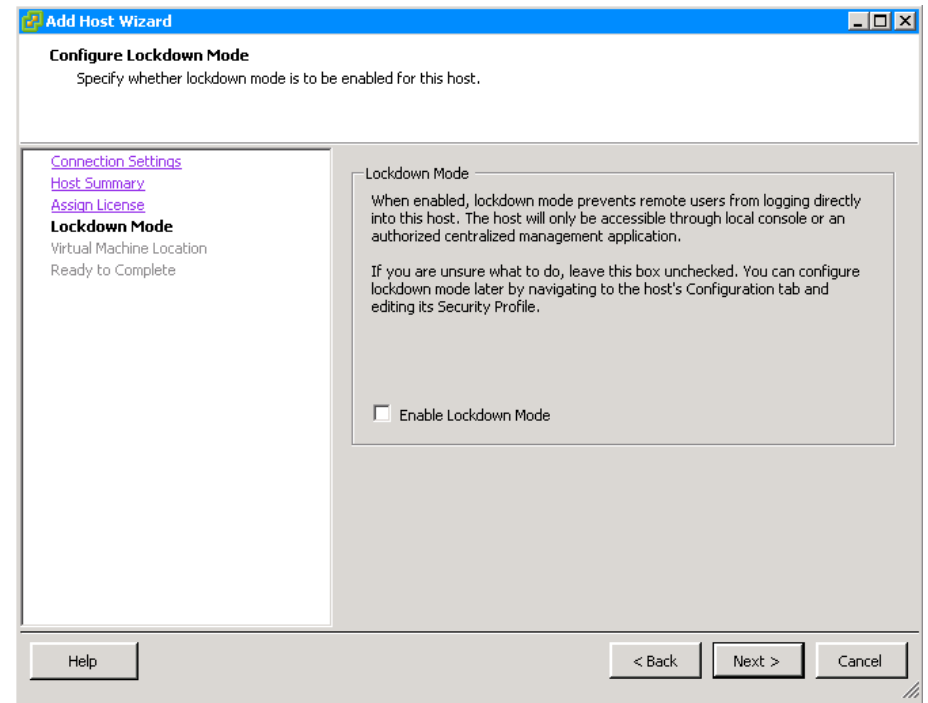 Add Host Wizard
Configure Lockdown Mode
Specify whether lockdown mode is to be enabled for this host.
Connection Settings
Host Summary
Assign License
Lockdown Mode
Virtual Machine Location
Ready to Complete
Lockdown Mode
When enabled, lockdown mode prevents remote users from logging directly
into this host. The host will only be accessible through local console or an
authorized centralized management application.
If you are unsure what to do, leave this box unchecked. You can configure
lockdown mode later by navigating to the host's Configuration tab and
editing its Security Profile.
Enable Lockdown Mode
Help
< Back
Next >
Cancel